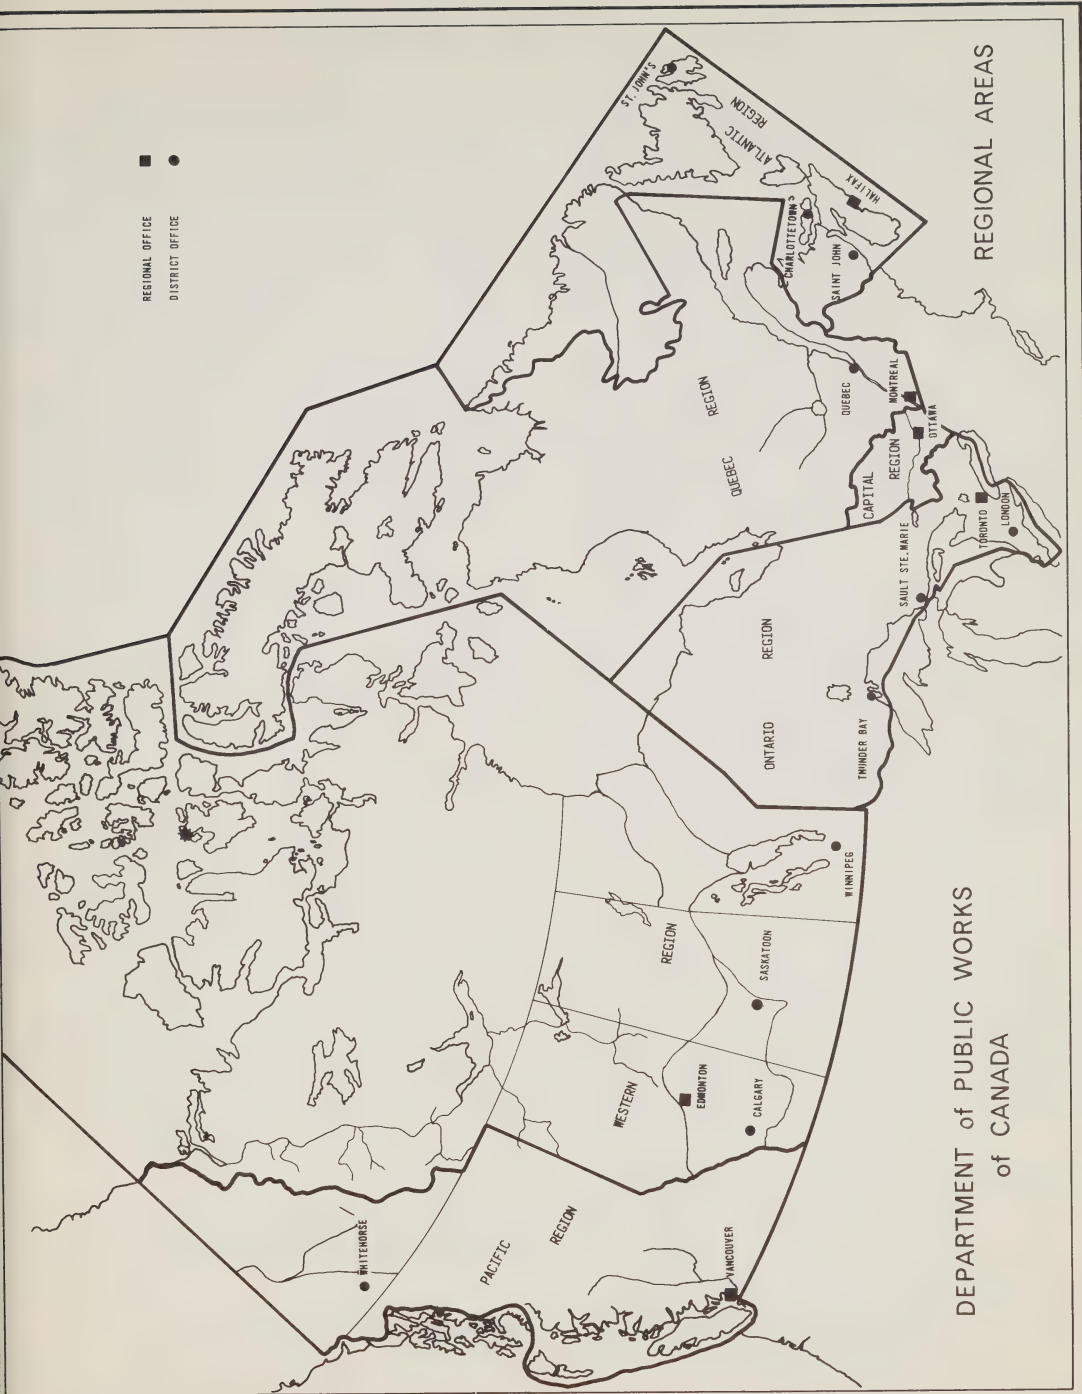 DEPARTMENT of PUBLIC WORKS
of CANADA
REGIONAL AREAS
REGIONAL OFFICE
DISTRICT OFFICE
WHITEHORSE
PACIFIC
REGION
VANCOUVER
WESTERN
REGION
EDMONTON
CALGARY
SASKATOON
WINNIPEG
ONTARIO
REGION
THUNDER BAY
SAULT STE. MARIE
TORONTO
LONDON
CAPITAL
REGION
OTTAWA
QUEBEC
REGION
MONTREAL
QUEBEC
ATLANTIC
REGION
ST. JOHN'S
CHARLOTTETOWN
SAINT JOHN
HALIFAX